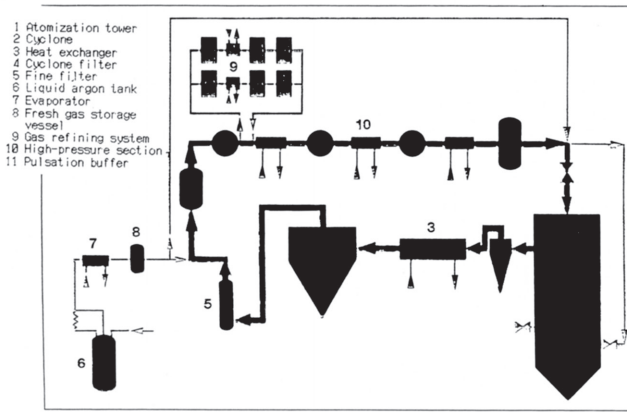 1 Atomization tower
2 Cyclone
3 Heat exchanger
4 Cyclone filter
5 Fine filter
6 Liquid argon tank
7 Evaporator
8 Fresh gas storage
vessel
9 Gas refining system
10 High-pressure section
11 Pulsation buffer
9
10
7
8
3
5
6